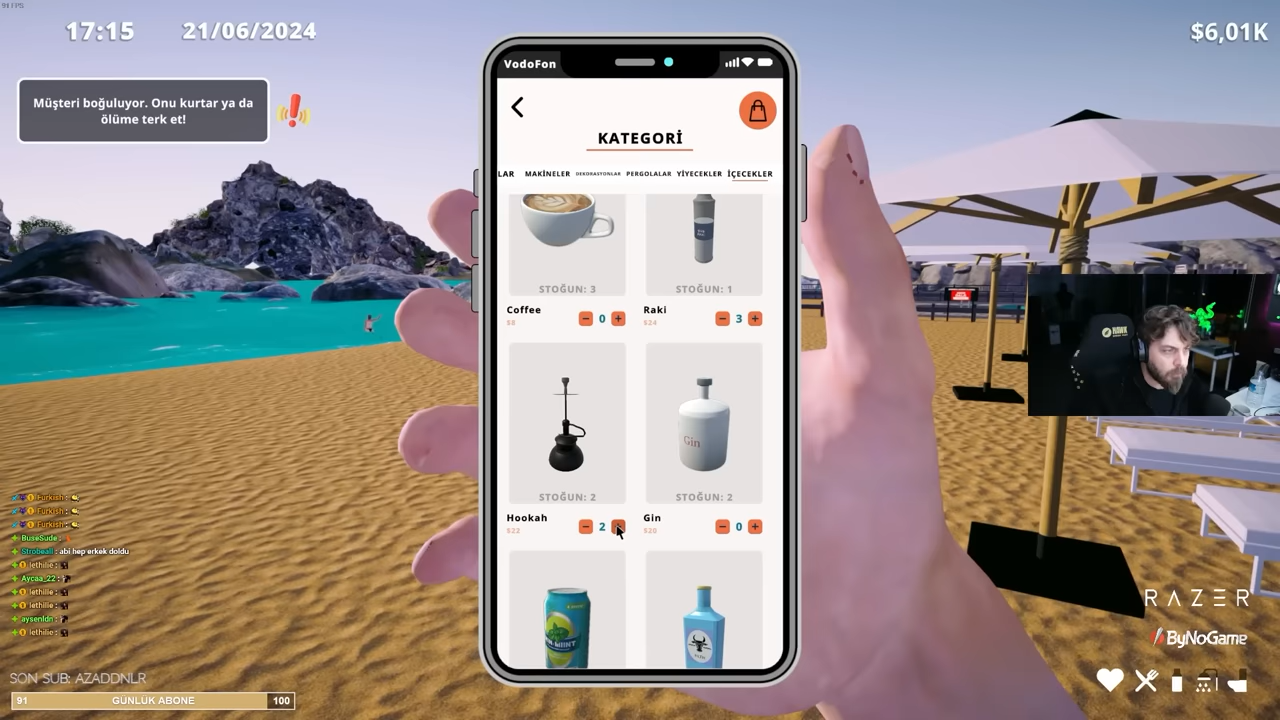 91 FPS
17:15 21/06/2024
$6,01K
Müşteri boğuluyor. Onu kurtar ya da
ölüme terk et!
VodoFon
KATEGORİ
LAR MAKİNELER DEKORASYONLAR PERGOLALAR YİYECEKLER İÇECEKLER
STOĞUN: 3 STOĞUN: 1
Coffee 0 Raki 3
$8 $24
Gin
STOĞUN: 2 STOĞUN: 2
Hookah 2 Gin 0
$22 $20
Furkish :
Furkish :
Furkish :
BuseSude :
Strobeali : abi hep erkek doldu
lethilie :
Aycaa_22 :
lethilie :
lethilie :
aysenldn :
lethilie :
RAZER
ByNoGame
SON SUB: AZADDNLR
91 GÜNLÜK ABONE 100